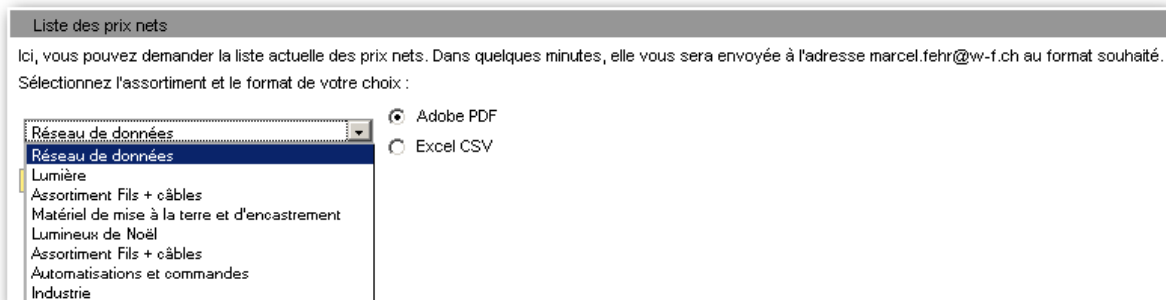 Liste des prix nets
Ici, vous pouvez demander la liste actuelle des prix nets. Dans quelques minutes, elle vous sera envoyée à l'adresse marcel.fehr@w-f.ch au format souhaité.
Sélectionnez l'assortiment et le format de votre choix :
Réseau de données
Adobe PDF
Excel CSV
Réseau de données
Lumière
Assortiment Fils + câbles
Matériel de mise à la terre et d'encastrement
Lumineux de Noël
Assortiment Fils + câbles
Automatisations et commandes
Industrie